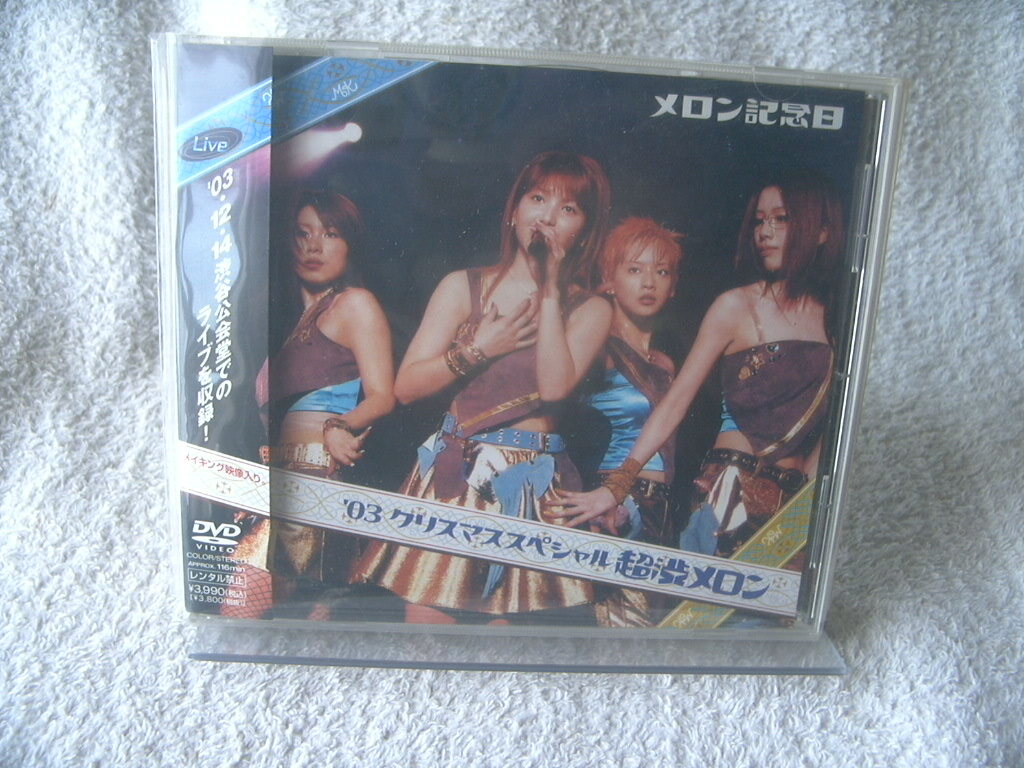 メロン記念日
Live
'03・12・14 渋谷公会堂での
ライブを収録!
メイキング映像入り。
'03 クリスマススペシャル 超渋メロン
DVD
VIDEO
COLOR/STEREO
APPROX. 116min
レンタル禁止
¥3,990(税込)
[¥3,800(税抜)]